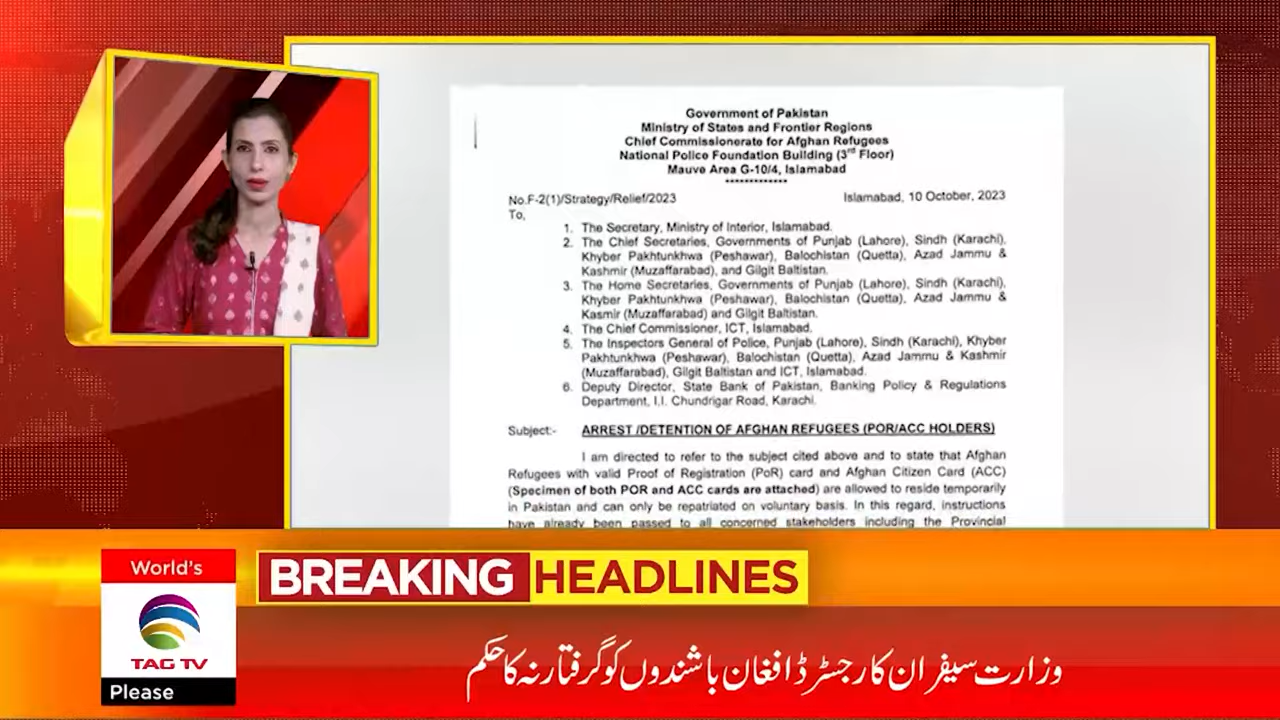 Government of Pakistan
Ministry of States and Frontier Regions
Chief Commissionerate for Afghan Refugees
National Police Foundation Building (3rd Floor)
Mauve Area G-10/4, Islamabad
*************
No.F-2(1)/Strategy/Relief/2023 Islamabad, 10 October, 2023
To,
1. The Secretary, Ministry of Interior, Islamabad.
2. The Chief Secretaries, Governments of Punjab (Lahore), Sindh (Karachi),
Khyber Pakhtunkhwa (Peshawar), Balochistan (Quetta), Azad Jammu &
Kashmir (Muzaffarabad), and Gilgit Baltistan.
3. The Home Secretaries, Governments of Punjab (Lahore), Sindh (Karachi),
Khyber Pakhtunkhwa (Peshawar), Balochistan (Quetta), Azad Jammu &
Kasmir (Muzaffarabad) and Gilgit Baltistan.
4. The Chief Commissioner, ICT, Islamabad.
5. The Inspectors General of Police, Punjab (Lahore), Sindh (Karachi), Khyber
Pakhtunkhwa (Peshawar), Balochistan (Quetta), Azad Jammu & Kashmir
(Muzaffarabad), Gilgit Baltistan and ICT, Islamabad.
6. Deputy Director, State Bank of Pakistan, Banking Policy & Regulations
Department, I.I. Chundrigar Road, Karachi.
Subject:- ARREST /DETENTION OF AFGHAN REFUGEES (POR/ACC HOLDERS)
I am directed to refer to the subject cited above and to state that Afghan
Refugees with valid Proof of Registration (PoR) card and Afghan Citizen Card (ACC)
(Specimen of both POR and ACC cards are attached) are allowed to reside temporarily
in Pakistan and can only be repatriated on voluntary basis. In this regard, instructions
have already been passed to all concerned stakeholders including the Provincial
World's
TAG TV
Please
BREAKING HEADLINES
وزارت سیفران کا رجسٹرڈ افغان باشندوں کو گرفتار نہ کا حکم